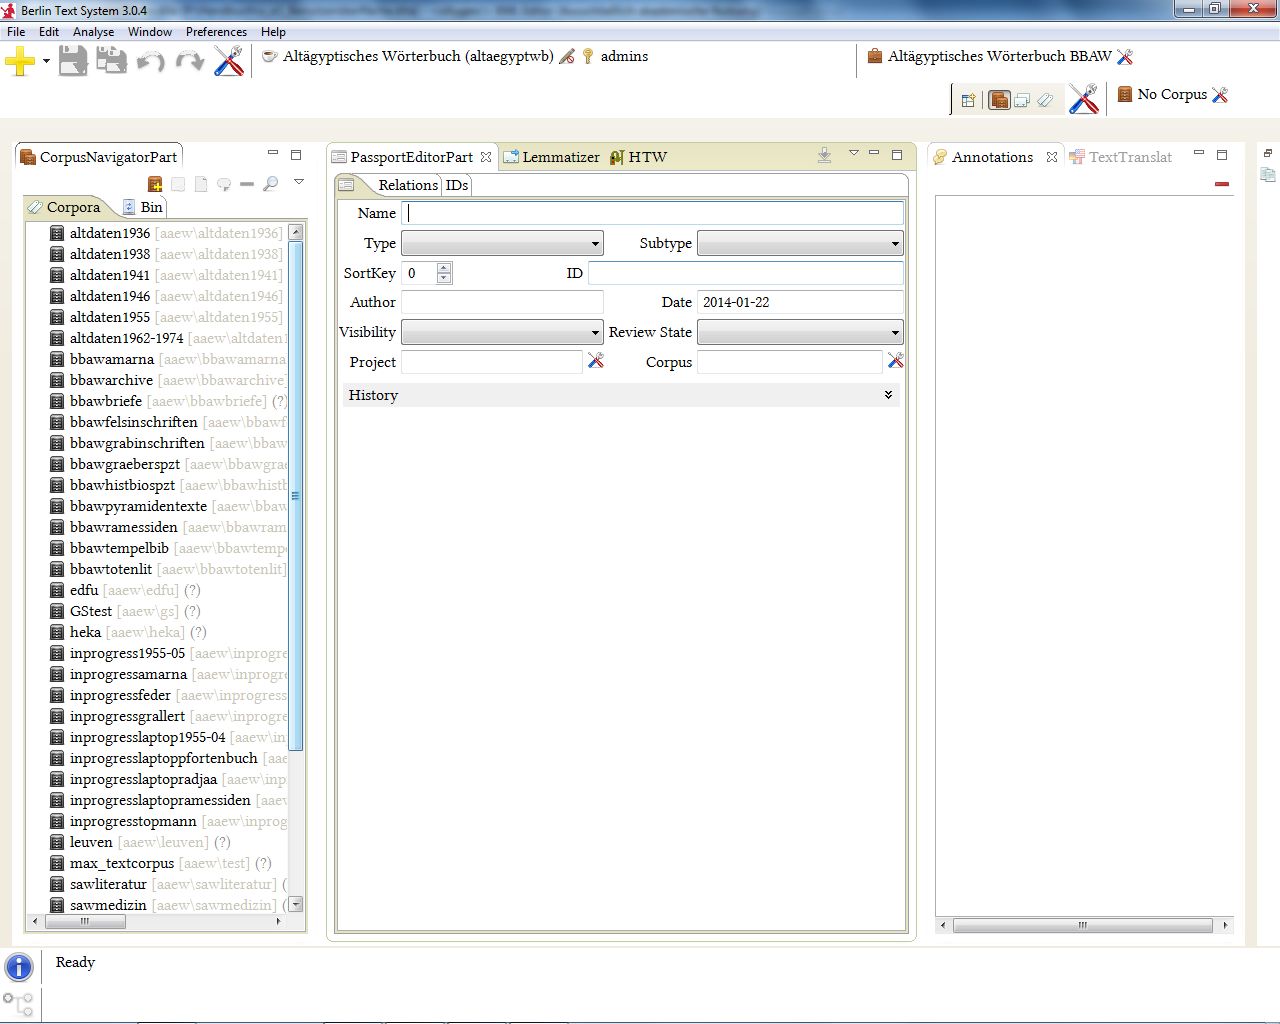 Berlin Text System 3.0.4
File Edit Analyse Window Preferences Help
Altägyptisches Wörterbuch (altaegyptwb) admins
Altägyptisches Wörterbuch BBAW
No Corpus
CorpusNavigatorPart
Corpora Bin
altdaten1936 [aaew\altdaten1936]
altdaten1938 [aaew\altdaten1938]
altdaten1941 [aaew\altdaten1941]
altdaten1946 [aaew\altdaten1946]
altdaten1955 [aaew\altdaten1955]
altdaten1962-1974 [aaew\altdaten1
bbawamarna [aaew\bbawamarna
bbawarchive [aaew\bbawarchive]
bbawbriefe [aaew\bbawbriefe] (?)
bbawfelsinschriften [aaew\bbawf
bbawgrabinschriften [aaew\bbaw
bbawgraeberspzt [aaew\bbawgrae
bbawhistbiospzt [aaew\bbawhistb
bbawpyramidentexte [aaew\bbaw
bbawramessiden [aaew\bbawram
bbawtempelbib [aaew\bbawtempe
bbawtotenlit [aaew\bbawtotenlit]
edfu [aaew\edfu] (?)
GStest [aaew\gs] (?)
heka [aaew\heka] (?)
inprogress1955-05 [aaew\inprogre
inprogressamarna [aaew\inprogre
inprogressfeder [aaew\inprogress
inprogressgrallert [aaew\inprogre
inprogresslaptop1955-04 [aaew\in
inprogresslaptoppfortenbuch [aae
inprogresslaptopradjaa [aaew\inp
inprogresslaptopramessiden [aaew
inprogresstopmann [aaew\inprog
leuven [aaew\leuven] (?)
max_textcorpus [aaew\test] (?)
sawliteratur [aaew\sawliteratur] (
sawmedizin [aaew\sawmedizin] (
PassportEditorPart Lemmatizer HTW
Relations IDs
Name
Type Subtype
SortKey 0 ID
Author Date 2014-01-22
Visibility Review State
Project Corpus
History
Annotations TextTranslat
Ready